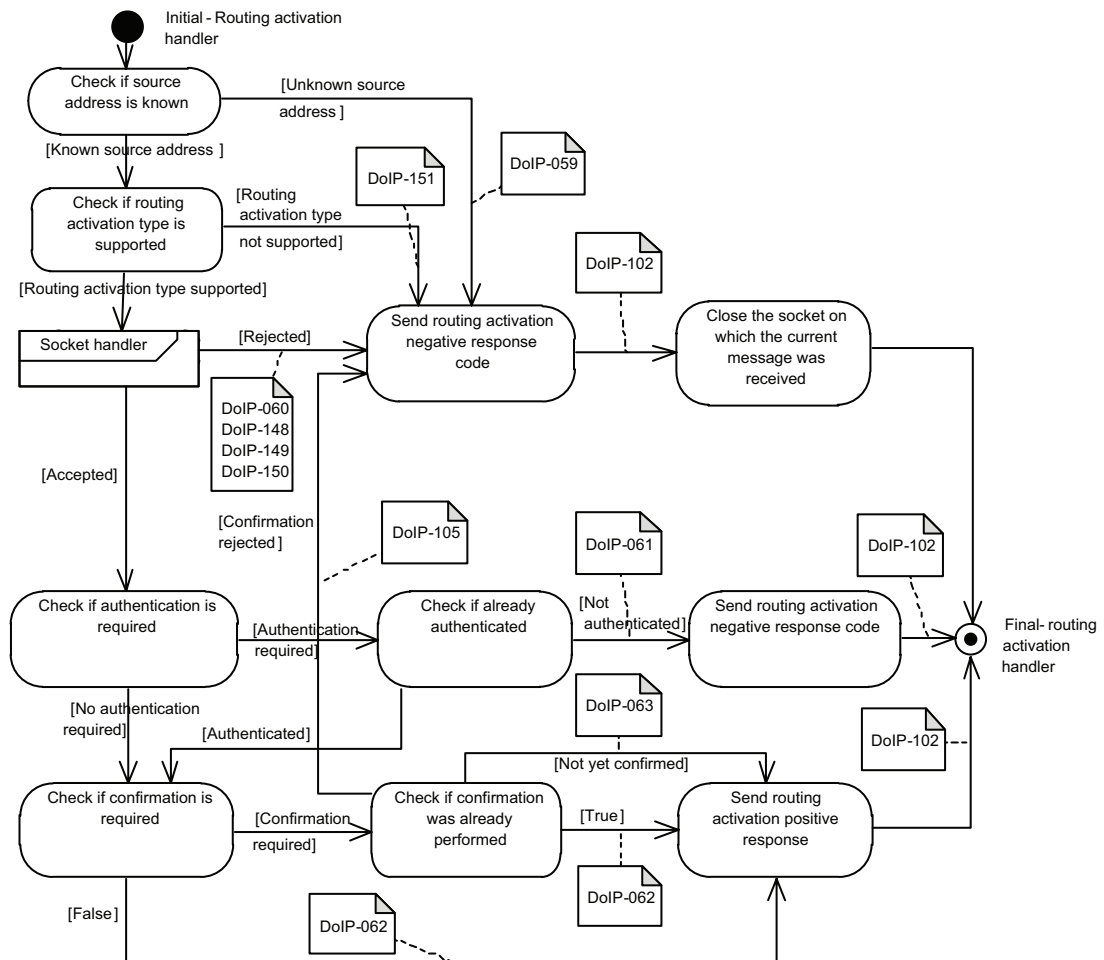 Initial - Routing activation
handler
Check if source
address is known
[Unknown source
address ]
[Known source address ]
DoIP-151
DoIP-059
Check if routing
activation type is
supported
[Routing
activation type
not supported]
DoIP-102
[Routing activation type supported]
Socket handler
[Rejected]
Send routing activation
negative response
code
Close the socket on
which the current
message was
received
DoIP-060
DoIP-148
DoIP-149
DoIP-150
[Accepted]
[Confirmation
rejected ]
DoIP-105
DoIP-061
DoIP-102
Check if authentication is
required
[Authentication
required]
Check if already
authenticated
[Not
authenticated]
Send routing activation
negative response code
Final- routing
activation
handler
[No authentication
required]
[Authenticated]
DoIP-063
[Not yet confirmed]
DoIP-102
Check if confirmation is
required
[Confirmation
required]
Check if confirmation
was already
performed
[True]
Send routing
activation positive
response
DoIP-062
[False]
DoIP-062